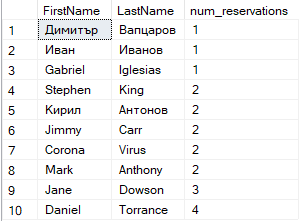 FirstName LastName num_reservations
1 Димитър Вапцаров 1
2 Иван Иванов 1
3 Gabriel Iglesias 1
4 Stephen King 2
5 Кирил Антонов 2
6 Jimmy Carr 2
7 Corona Virus 2
8 Mark Anthony 2
9 Jane Dowson 3
10 Daniel Torrance 4